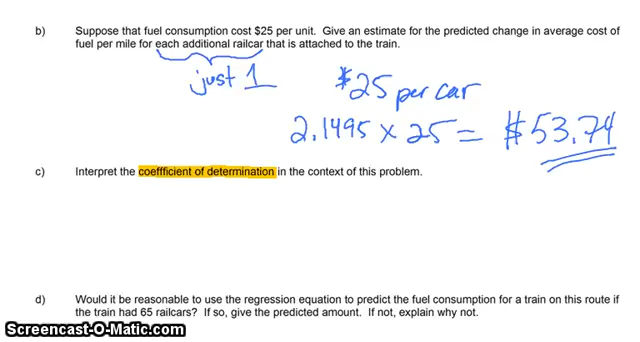 b) Suppose that fuel consumption cost $25 per unit. Give an estimate for the predicted change in average cost of
fuel per mile for each additional railcar that is attached to the train.
just 1
$25 per car
2.1495 × 25 = $53.74
c) Interpret the coeffficient of determination in the context of this problem.
d) Would it be reasonable to use the regression equation to predict the fuel consumption for a train on this route if
the train had 65 railcars? If so, give the predicted amount. If not, explain why not.
Screencast-O-Matic.com